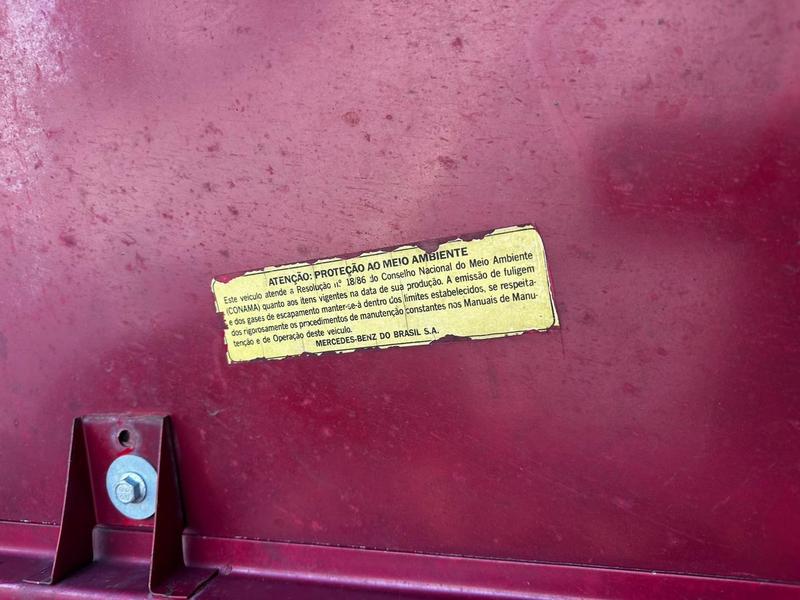 ATENÇÃO: PROTEÇÃO AO MEIO AMBIENTE
Este veículo atende a Resolução n.º 18/86 do Conselho Nacional do Meio Ambiente
(CONAMA) quanto aos itens vigentes na data de sua produção. A emissão de fuligem
e dos gases de escapamento manter-se-á dentro dos limites estabelecidos, se respeita-
dos rigorosamente os procedimentos de manutenção constantes nos Manuais de Manu-
tenção e de Operação deste veículo.
MERCEDES-BENZ DO BRASIL S.A.